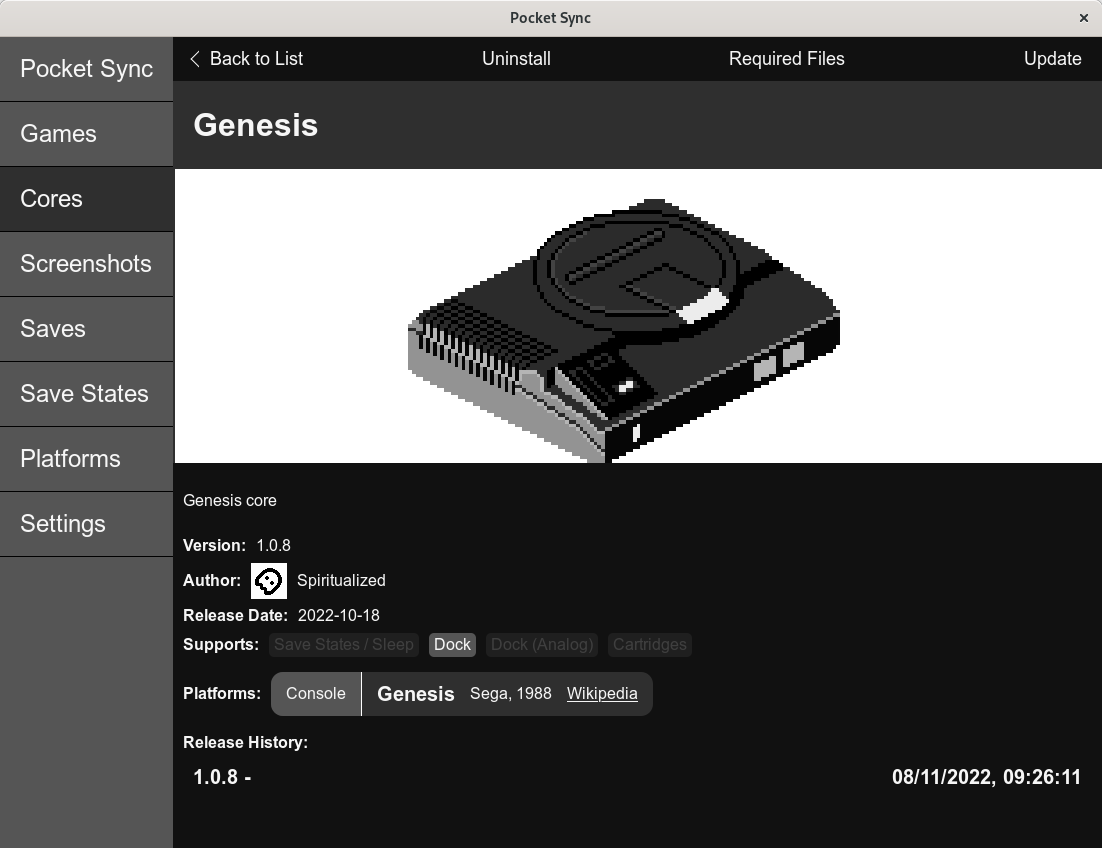 Pocket Sync
Pocket Sync
Games
Cores
Screenshots
Saves
Save States
Platforms
Settings
Back to List Uninstall Required Files Update
Genesis
Genesis core
Version: 1.0.8
Author: Spiritualized
Release Date: 2022-10-18
Supports: Save States / Sleep Dock Dock (Analog) Cartridges
Platforms: Console Genesis Sega, 1988 Wikipedia
Release History:
1.0.8 - 08/11/2022, 09:26:11